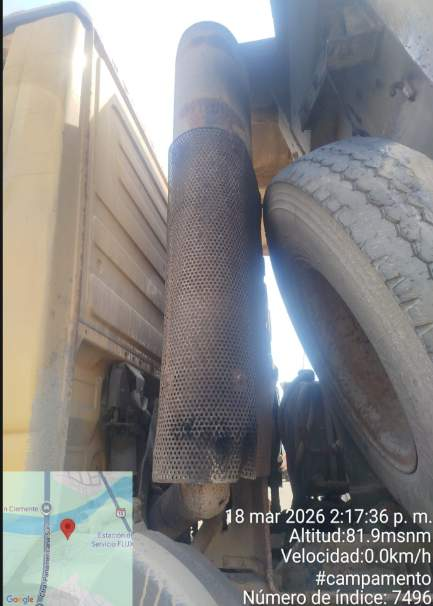 n Clemente
Estación de
Servicio FLUX
Google
18 mar 2026 2:17:36 p. m.
Altitud:81.9msnm
Velocidad:0.0km/h
#campamento
Número de índice: 7496